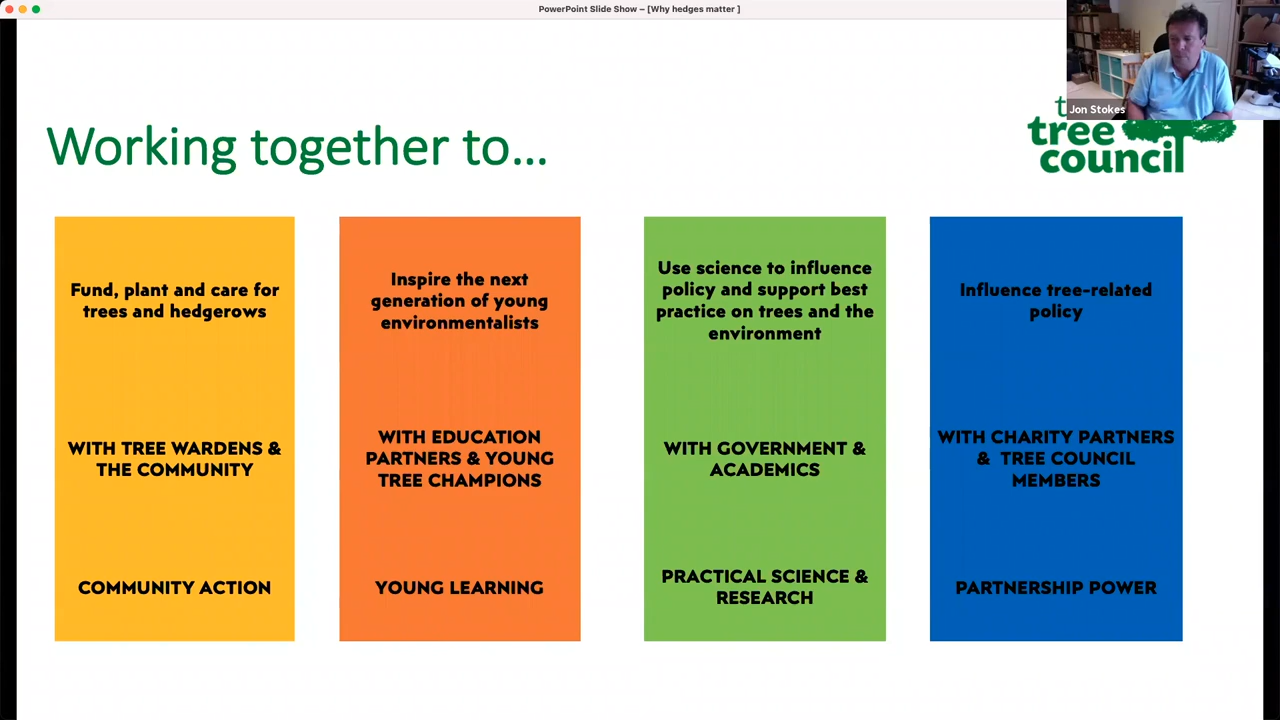 PowerPoint Slide Show – [Why hedges matter ]
Jon Stokes
Working together to...
tree
council
Fund, plant and care for
trees and hedgerows
WITH TREE WARDENS &
THE COMMUNITY
COMMUNITY ACTION
Inspire the next
generation of young
environmentalists
WITH EDUCATION
PARTNERS & YOUNG
TREE CHAMPIONS
YOUNG LEARNING
Use science to influence
policy and support best
practice on trees and the
environment
WITH GOVERNMENT &
ACADEMICS
PRACTICAL SCIENCE &
RESEARCH
Influence tree-related
policy
WITH CHARITY PARTNERS
& TREE COUNCIL
MEMBERS
PARTNERSHIP POWER